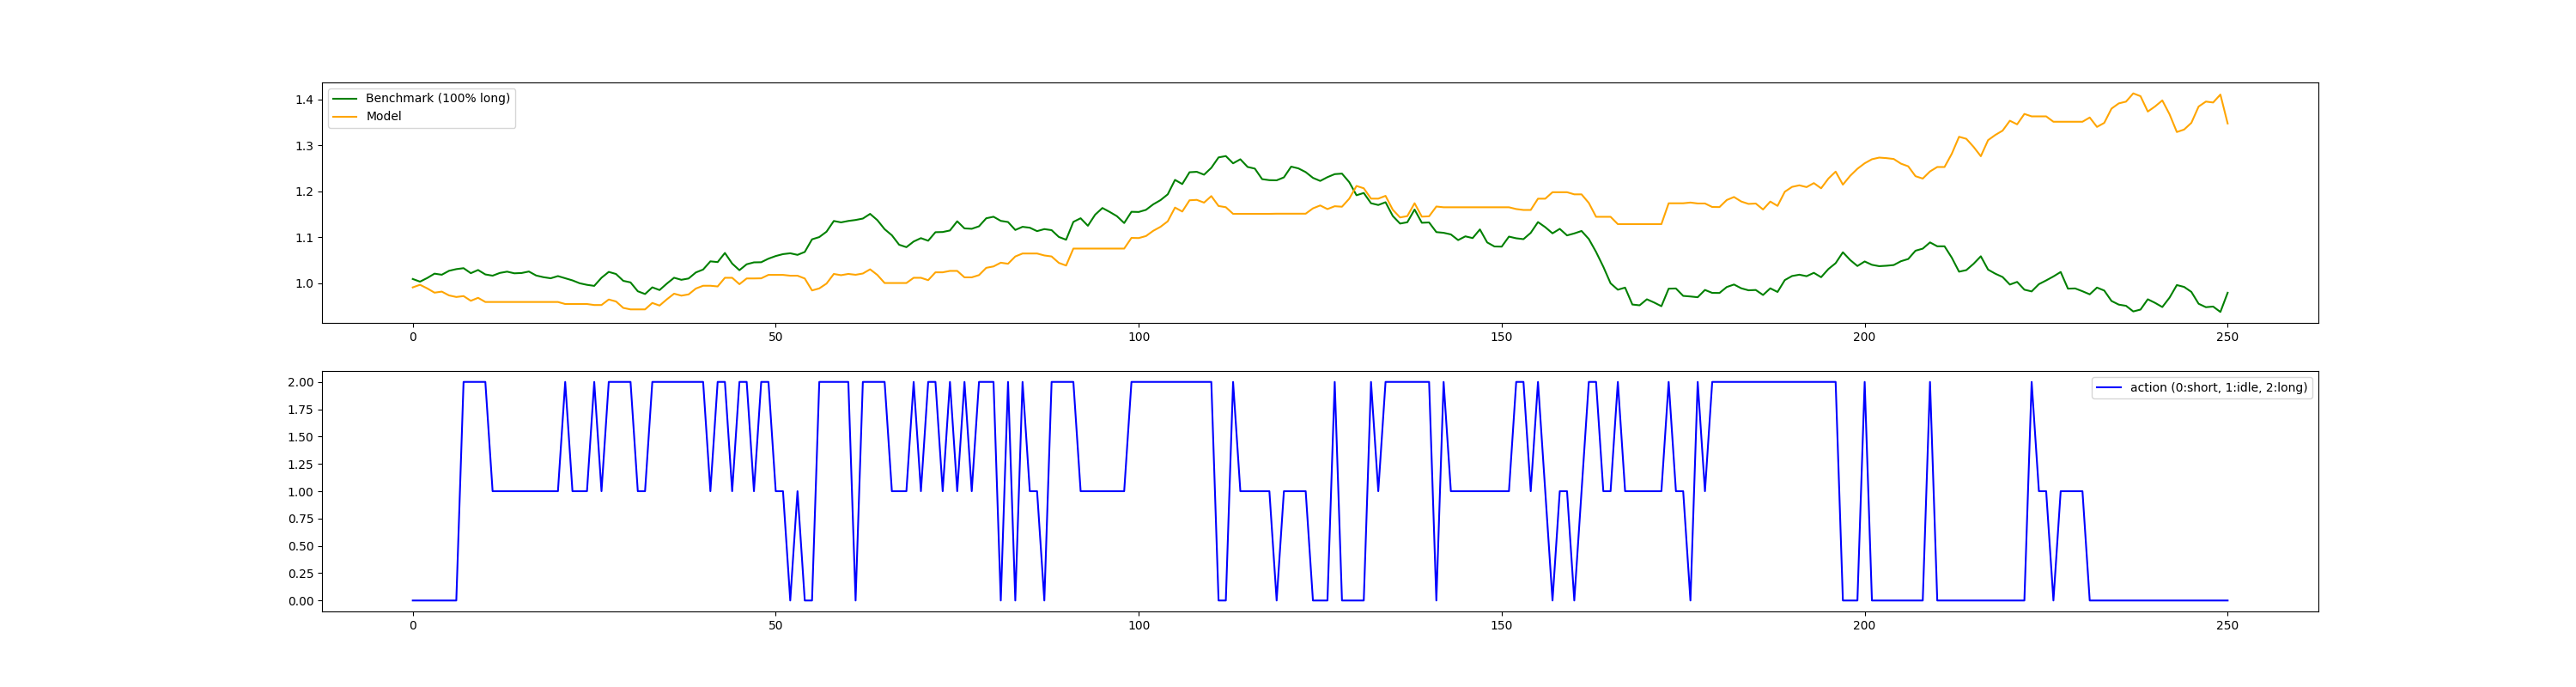 1.4
1.3
1.2
1.1
1.0
Benchmark (100% long)
Model
0 50 100 150 200 250
2.00
1.75
1.50
1.25
1.00
0.75
0.50
0.25
0.00
action (0:short, 1:idle, 2:long)
0 50 100 150 200 250